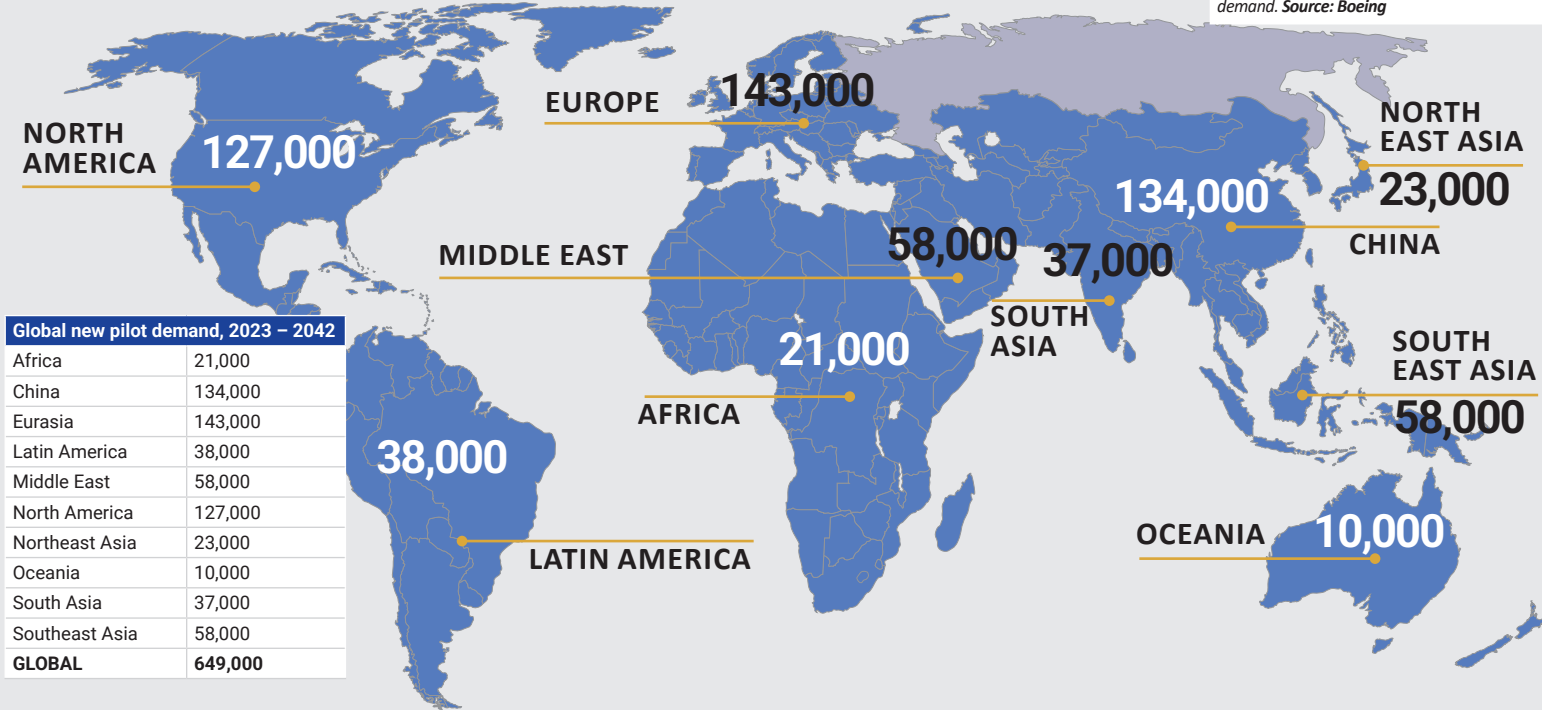 demand. Source: Boeing
EUROPE
143,000
NORTH
AMERICA
127,000
NORTH
EAST ASIA
23,000
134,000
CHINA
MIDDLE EAST
58,000
37,000
SOUTH
ASIA
21,000
AFRICA
SOUTH
EAST ASIA
58,000
38,000
LATIN AMERICA
OCEANIA
10,000
Global new pilot demand, 2023 – 2042
Africa 21,000
China 134,000
Eurasia 143,000
Latin America 38,000
Middle East 58,000
North America 127,000
Northeast Asia 23,000
Oceania 10,000
South Asia 37,000
Southeast Asia 58,000
GLOBAL 649,000